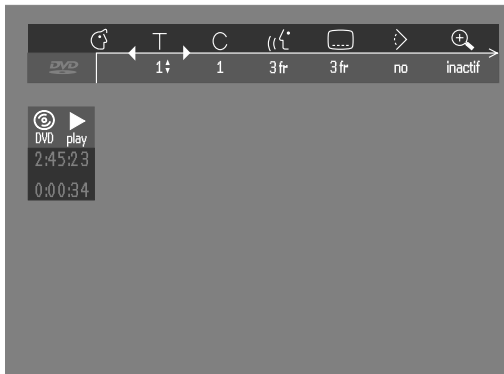 T C
DVD 1 1 3 fr 3 fr no inactif
DVD play
2:45:23
0:00:34